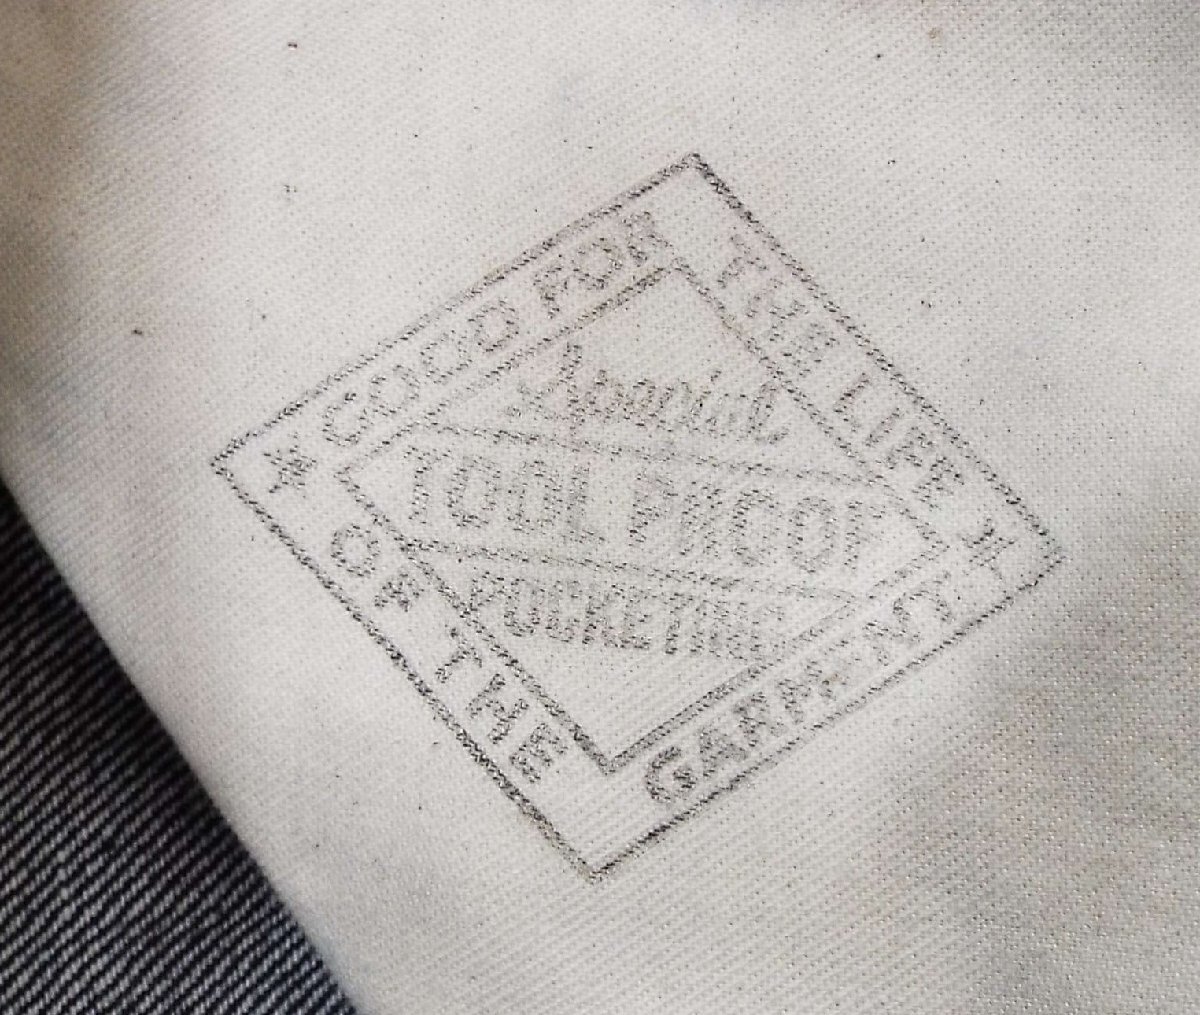 GOOD FOR
THE LIFE
Special
TOOL PROOF
POCKETING
OF THE
GARMENT